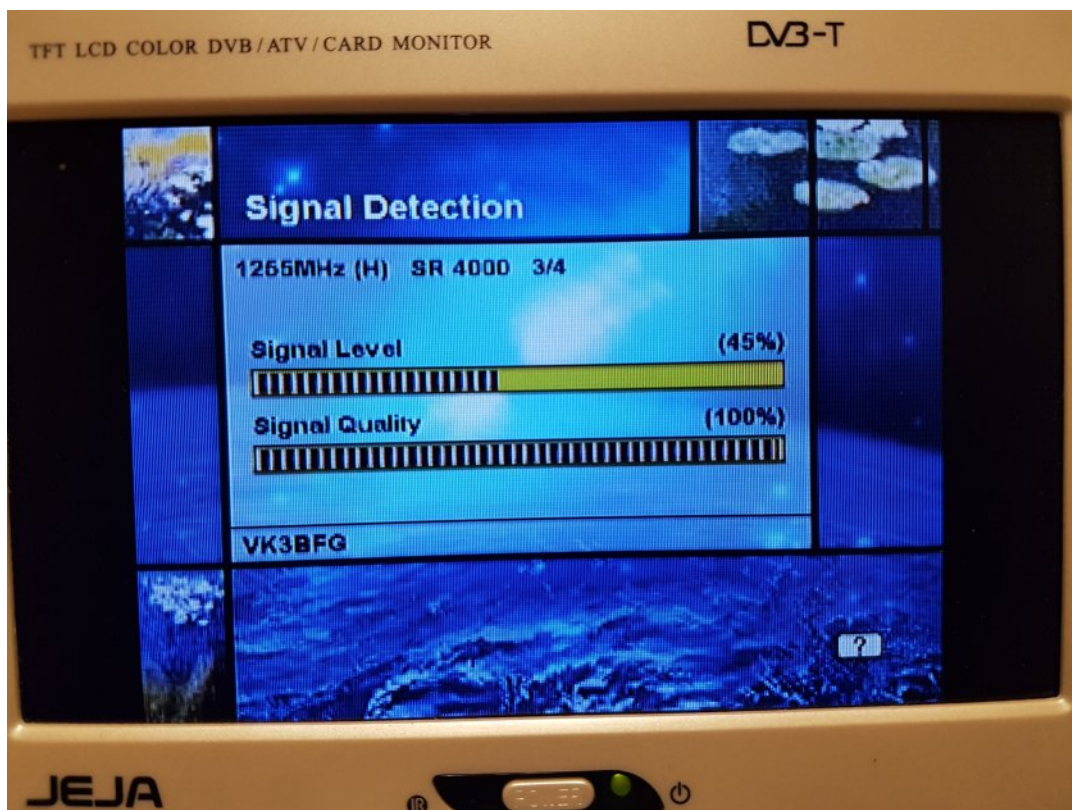 TFT LCD COLOR DVB/ATV/CARD MONITOR
DVB-T
Signal Detection
1255MHz (H) SR 4000 3/4
Signal Level (45%)
Signal Quality (100%)
VK3BFG
?
JEJA
IR
POWER